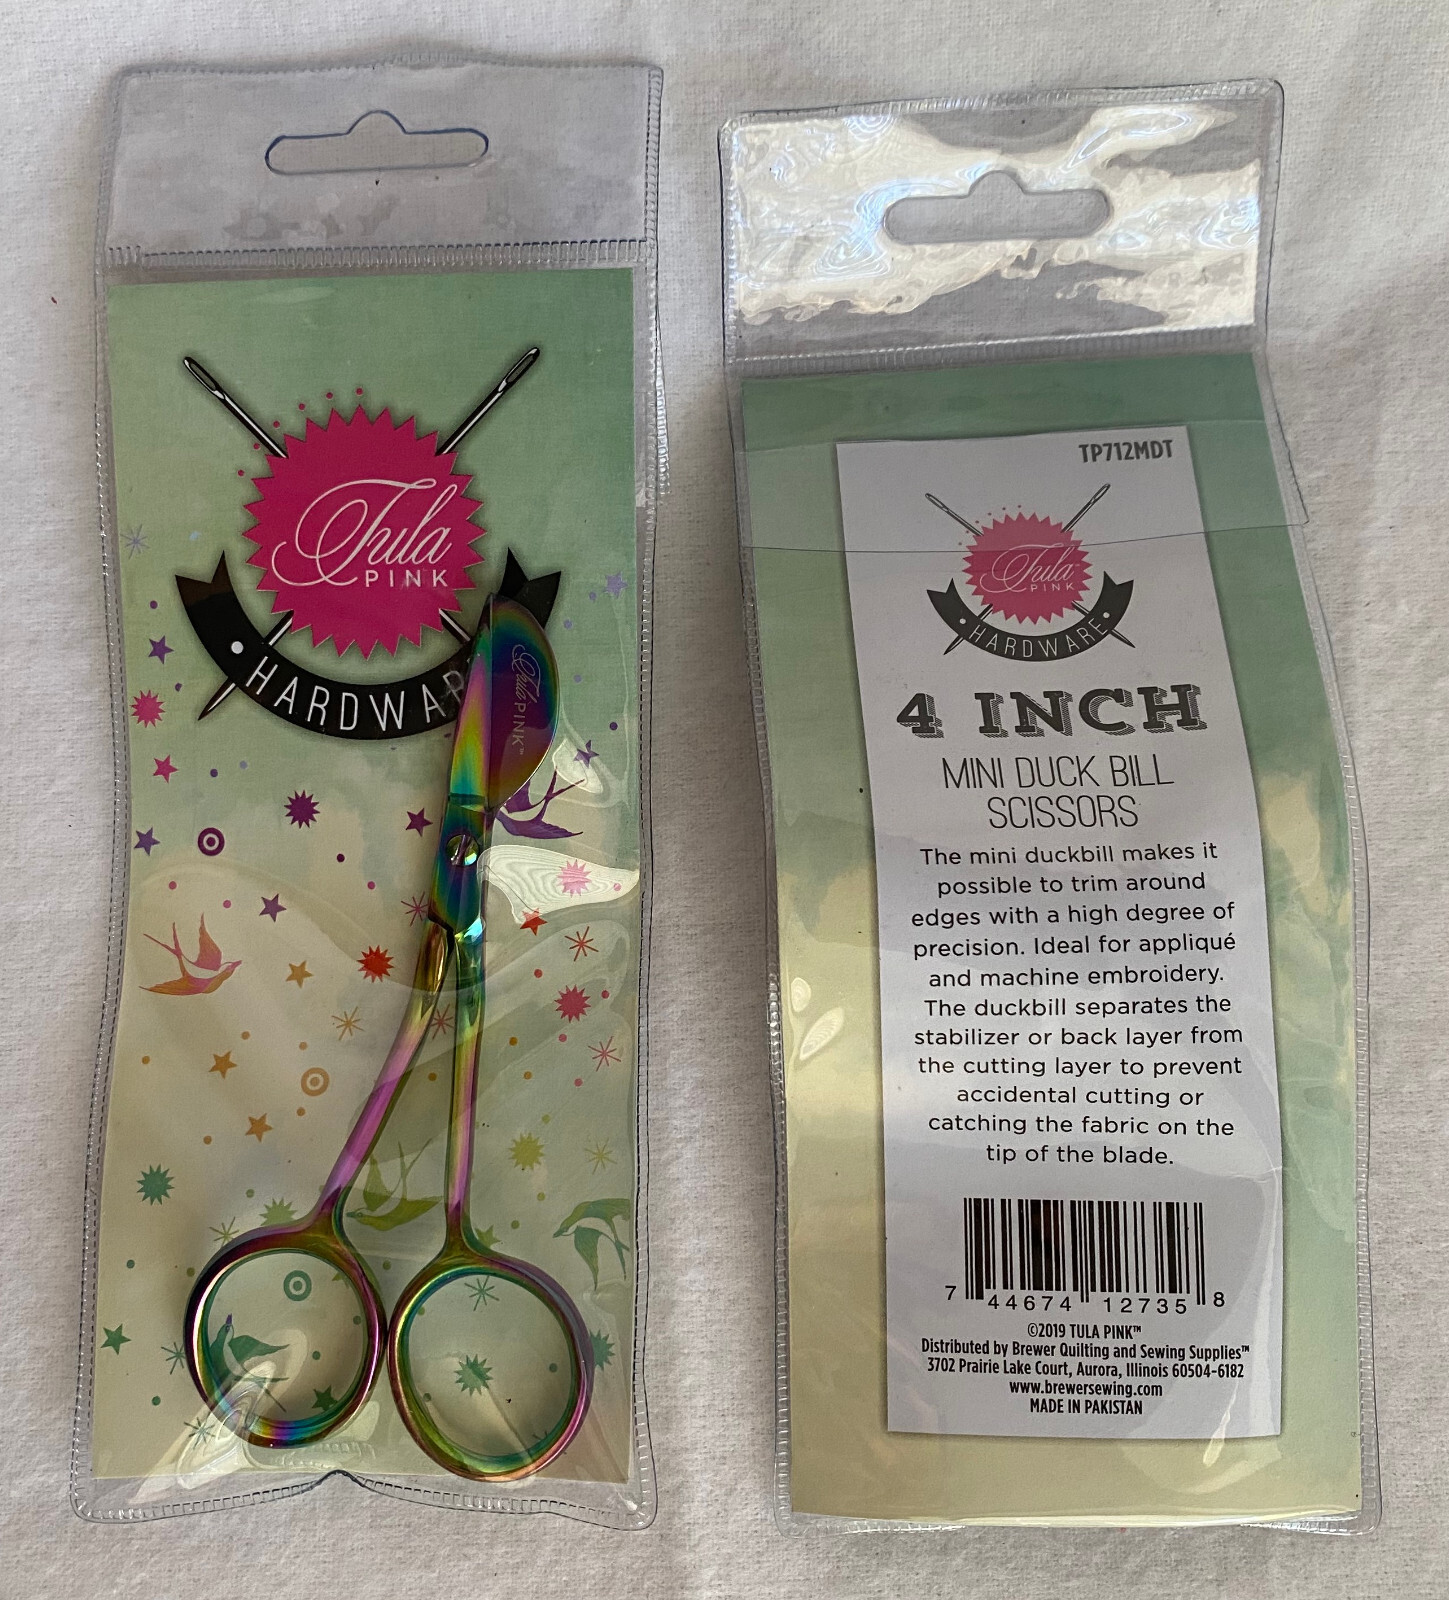 Tula
PINK
HARDWAR
Tula PINK™
TP712MDT
Tula
PINK
HARDWARE
4 INCH
MINI DUCK BILL
SCISSORS
The mini duckbill makes it
possible to trim around
edges with a high degree of
precision. Ideal for appliqué
and machine embroidery.
The duckbill separates the
stabilizer or back layer from
the cutting layer to prevent
accidental cutting or
catching the fabric on the
tip of the blade.
7 44674 12735 8
©2019 TULA PINK™
Distributed by Brewer Quilting and Sewing Supplies™
3702 Prairie Lake Court, Aurora, Illinois 60504-6182
www.brewersewing.com
MADE IN PAKISTAN